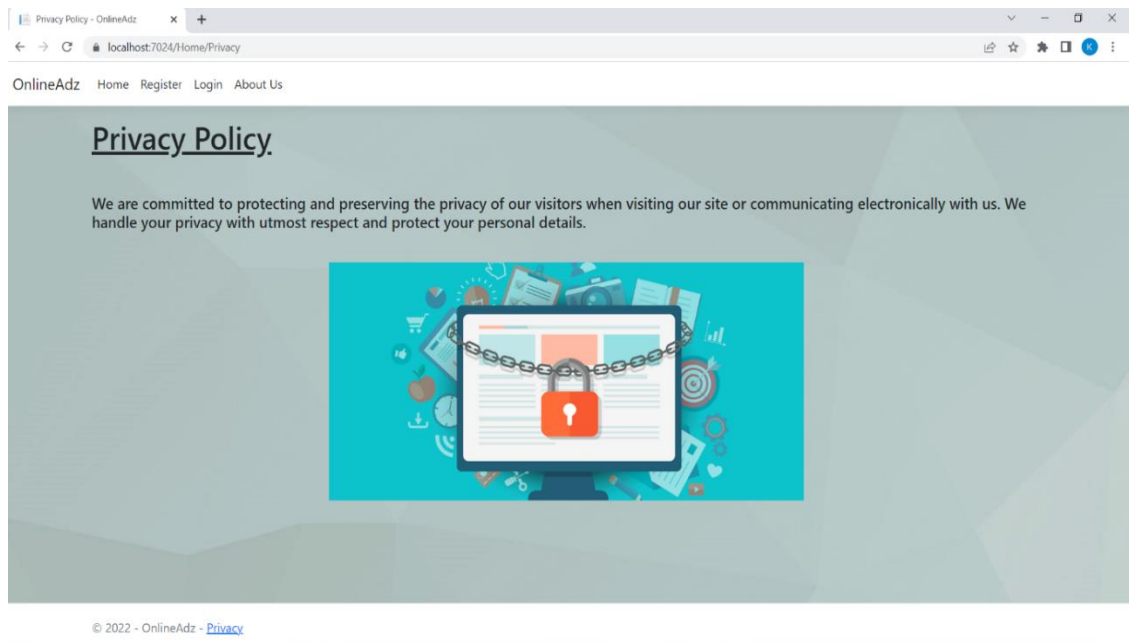 Privacy Policy - OnlineAdz
localhost:7024/Home/Privacy
K
OnlineAdz Home Register Login About Us
Privacy Policy
We are committed to protecting and preserving the privacy of our visitors when visiting our site or communicating electronically with us. We
handle your privacy with utmost respect and protect your personal details.
© 2022 - OnlineAdz - Privacy